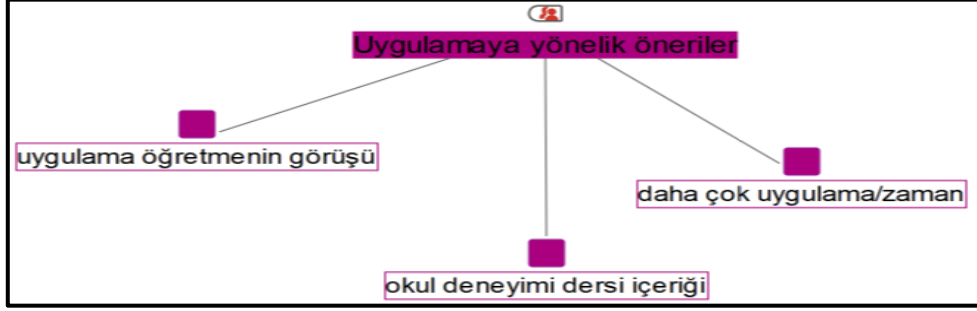 Uygulamaya yönelik öneriler
uygulama öğretmenin görüşü
daha çok uygulama/zaman
okul deneyimi dersi içeriği